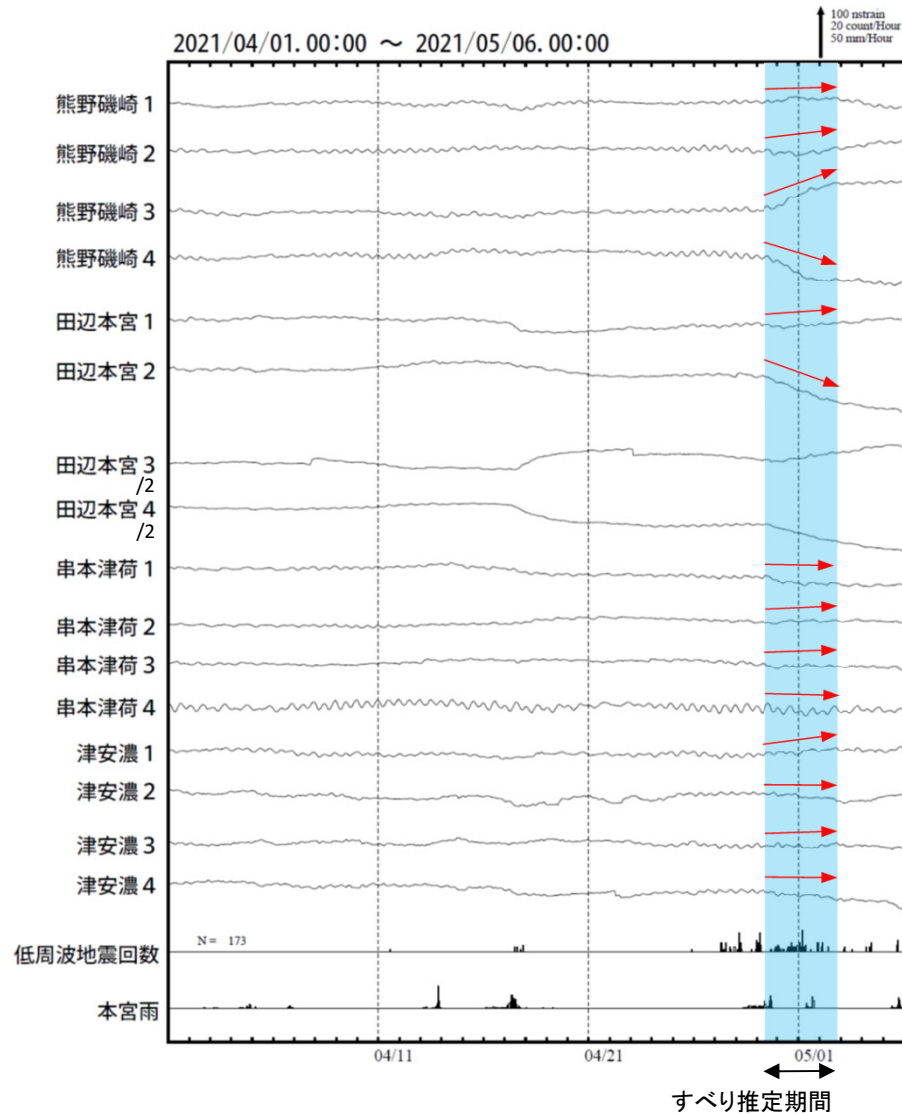 100 nstrain
20 count/Hour
50 mm/Hour
2021/04/01. 00:00 ～ 2021/05/06. 00:00
熊野磯崎 1
熊野磯崎 2
熊野磯崎 3
熊野磯崎 4
田辺本宮 1
田辺本宮 2
田辺本宮 3
/2
田辺本宮 4
/2
串本津荷 1
串本津荷 2
串本津荷 3
串本津荷 4
津安濃 1
津安濃 2
津安濃 3
津安濃 4
N = 173
低周波地震回数
本宮雨
04/11 04/21 05/01
すべり推定期間